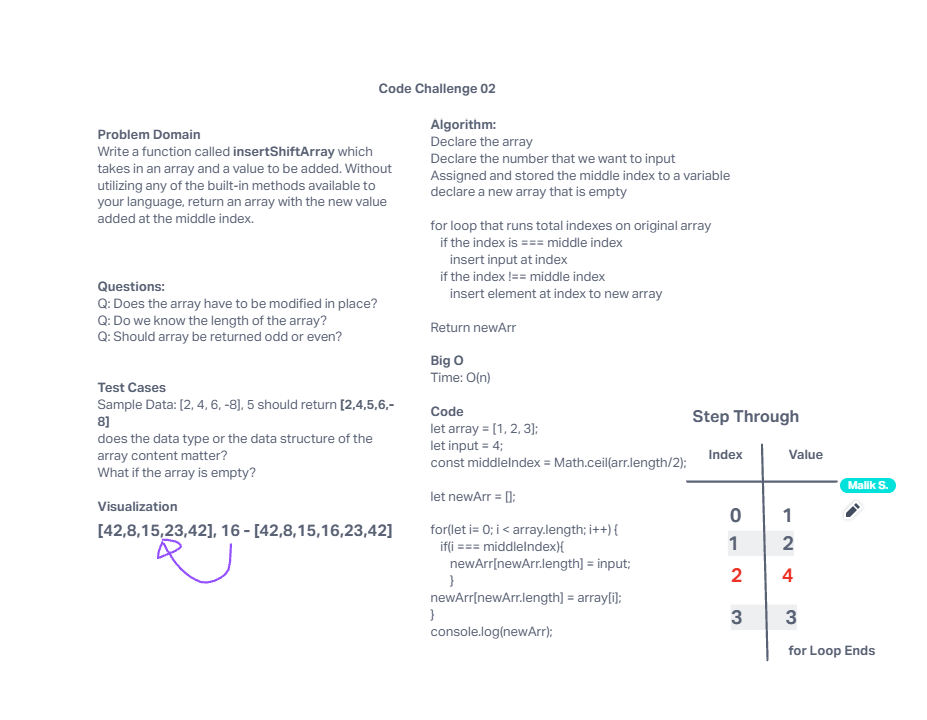 Code Challenge 02
Problem Domain
Write a function called insertShiftArray which
takes in an array and a value to be added. Without
utilizing any of the built-in methods available to
your language, return an array with the new value
added at the middle index.
Questions:
Q: Does the array have to be modified in place?
Q: Do we know the length of the array?
Q: Should array be returned odd or even?
Test Cases
Sample Data: [2, 4, 6, -8], 5 should return [2,4,5,6,-
8]
does the data type or the data structure of the
array content matter?
What if the array is empty?
Visualization
[42,8,15,23,42], 16 - [42,8,15,16,23,42]
Algorithm:
Declare the array
Declare the number that we want to input
Assigned and stored the middle index to a variable
declare a new array that is empty
for loop that runs total indexes on original array
if the index is === middle index
insert input at index
if the index !== middle index
insert element at index to new array
Return newArr
Big O
Time: O(n)
Code
let array = [1, 2, 3];
let input = 4;
const middleIndex = Math.ceil(arr.length/2);
let newArr = [];
for(let i= 0; i < array.length; i++) {
if(i === middleIndex){
newArr[newArr.length] = input;
}
newArr[newArr.length] = array[i];
}
console.log(newArr);
Step Through
Index Value
Malik S.
0 1
1 2
2 4
3 3
for Loop Ends